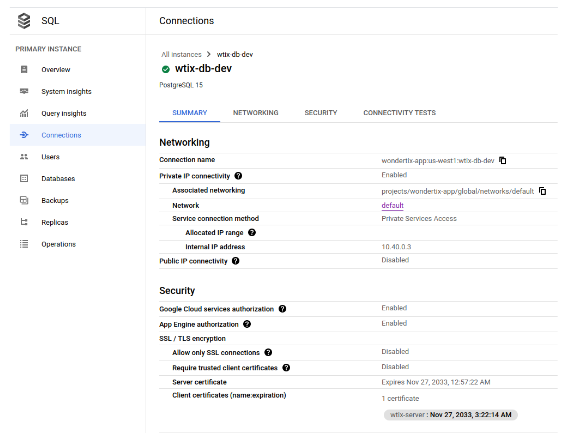 SQL
Connections
PRIMARY INSTANCE
Overview
System insights
Query insights
Connections
Users
Databases
Backups
Replicas
Operations
All instances > wtix-db-dev
wtix-db-dev
PostgreSQL 15
SUMMARY NETWORKING SECURITY CONNECTIVITY TESTS
Networking
Connection name wondertix-app:us-west1:wtix-db-dev
Private IP connectivity Enabled
Associated networking projects/wondertix-app/global/networks/default
Network default
Service connection method Private Services Access
Allocated IP range
Internal IP address 10.40.0.3
Public IP connectivity Disabled
Security
Google Cloud services authorization Enabled
App Engine authorization Enabled
SSL / TLS encryption
Allow only SSL connections Disabled
Require trusted client certificates Disabled
Server certificate Expires Nov 27, 2033, 12:57:22 AM
Client certificates (name:expiration) 1 certificate
wtix-server : Nov 27, 2033, 3:22:14 AM